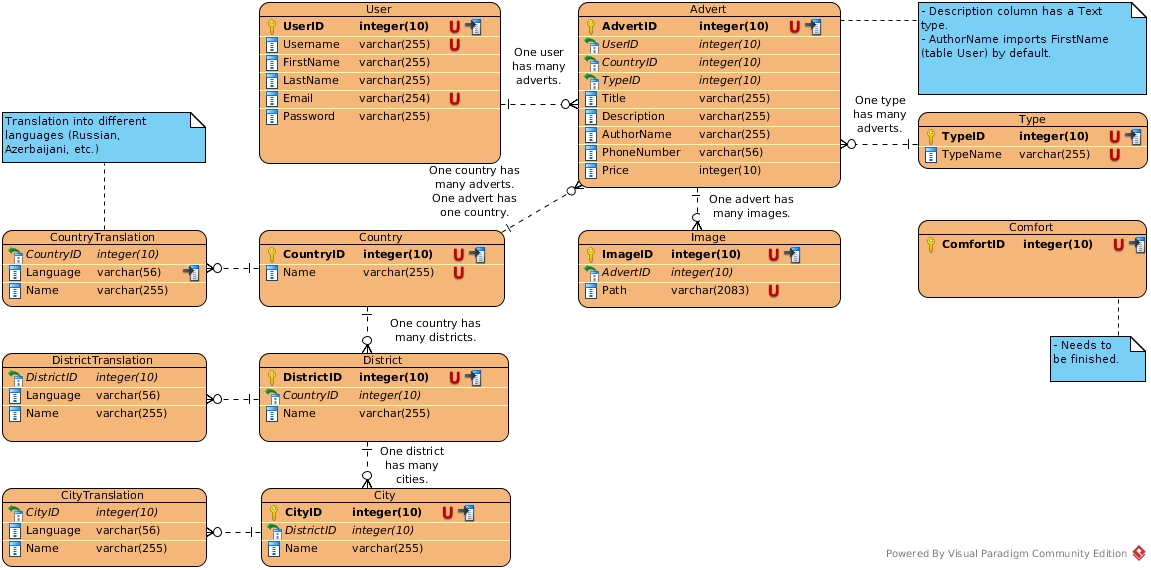 User
UserID integer(10) U
Username varchar(255) U
FirstName varchar(255)
LastName varchar(255)
Email varchar(254) U
Password varchar(255)
One user
has many
adverts.
Advert
AdvertID integer(10) U
UserID integer(10)
CountryID integer(10)
TypeID integer(10)
Title varchar(255)
Description varchar(255)
AuthorName varchar(255)
PhoneNumber varchar(56)
Price integer(10)
- Description column has a Text
type.
- AuthorName imports FirstName
(table User) by default.
One type
has many
adverts.
Type
TypeID integer(10) U
TypeName varchar(255) U
Translation into different
languages (Russian,
Azerbaijani, etc.)
One country has
many adverts.
One advert has
one country.
One advert has
many images.
CountryTranslation
CountryID integer(10)
Language varchar(56)
Name varchar(255)
Country
CountryID integer(10) U
Name varchar(255) U
Image
ImageID integer(10) U
AdvertID integer(10)
Path varchar(2083) U
Comfort
ComfortID integer(10) U
- Needs to
be finished.
One country has
many districts.
DistrictTranslation
DistrictID integer(10)
Language varchar(56)
Name varchar(255)
District
DistrictID integer(10) U
CountryID integer(10)
Name varchar(255)
One district
has many
cities.
CityTranslation
CityID integer(10)
Language varchar(56)
Name varchar(255)
City
CityID integer(10) U
DistrictID integer(10)
Name varchar(255)
Powered By Visual Paradigm Community Edition